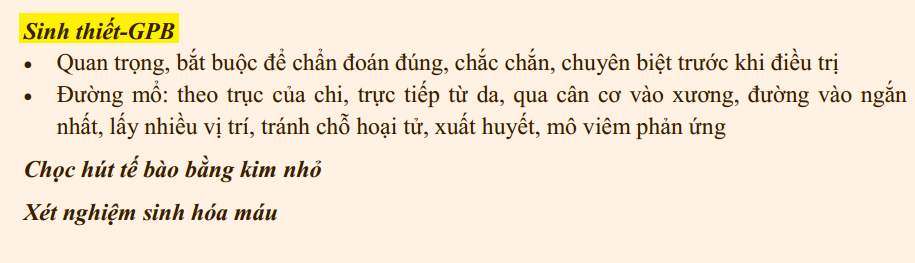 Sinh thiết-GPB
• Quan trọng, bắt buộc để chẩn đoán đúng, chắc chắn, chuyên biệt trước khi điều trị
• Đường mổ: theo trục của chi, trực tiếp từ da, qua cân cơ vào xương, đường vào ngắn
nhất, lấy nhiều vị trí, tránh chỗ hoại tử, xuất huyết, mô viêm phản ứng
Chọc hút tế bào bằng kim nhỏ
Xét nghiệm sinh hóa máu